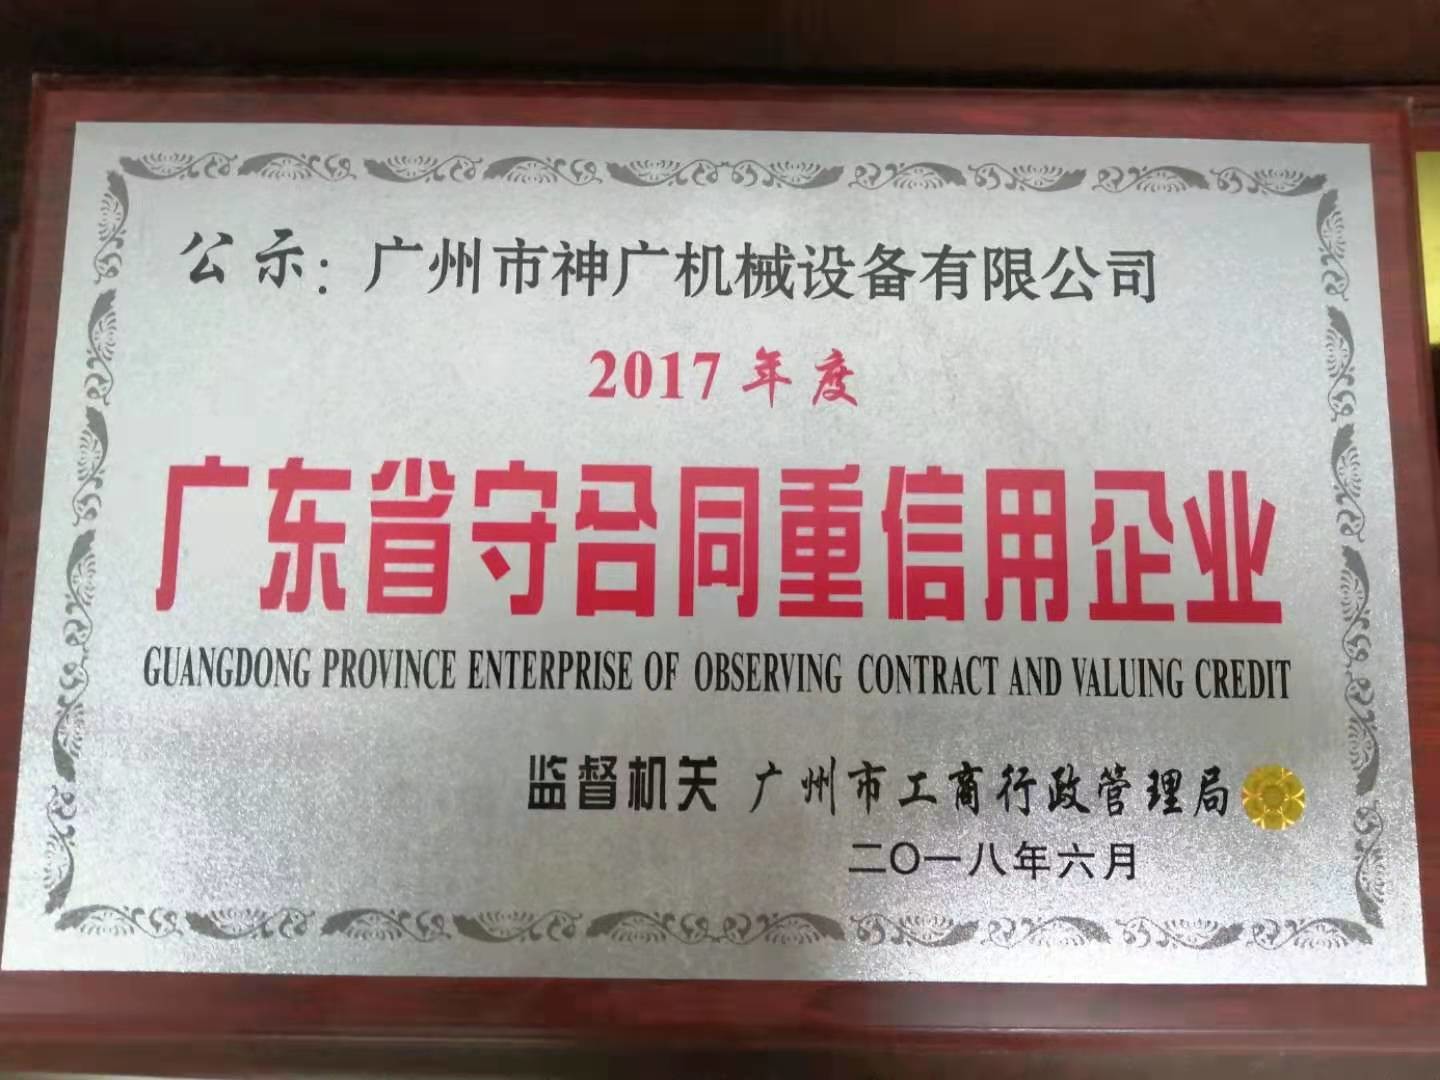 公示：广州市神广机械设备有限公司
2017年度
广东省守合同重信用企业
GUANGDONG PROVINCE ENTERPRISE OF OBSERVING CONTRACT AND VALUING CREDIT
监督机关 广州市工商行政管理局
二〇一八年六月